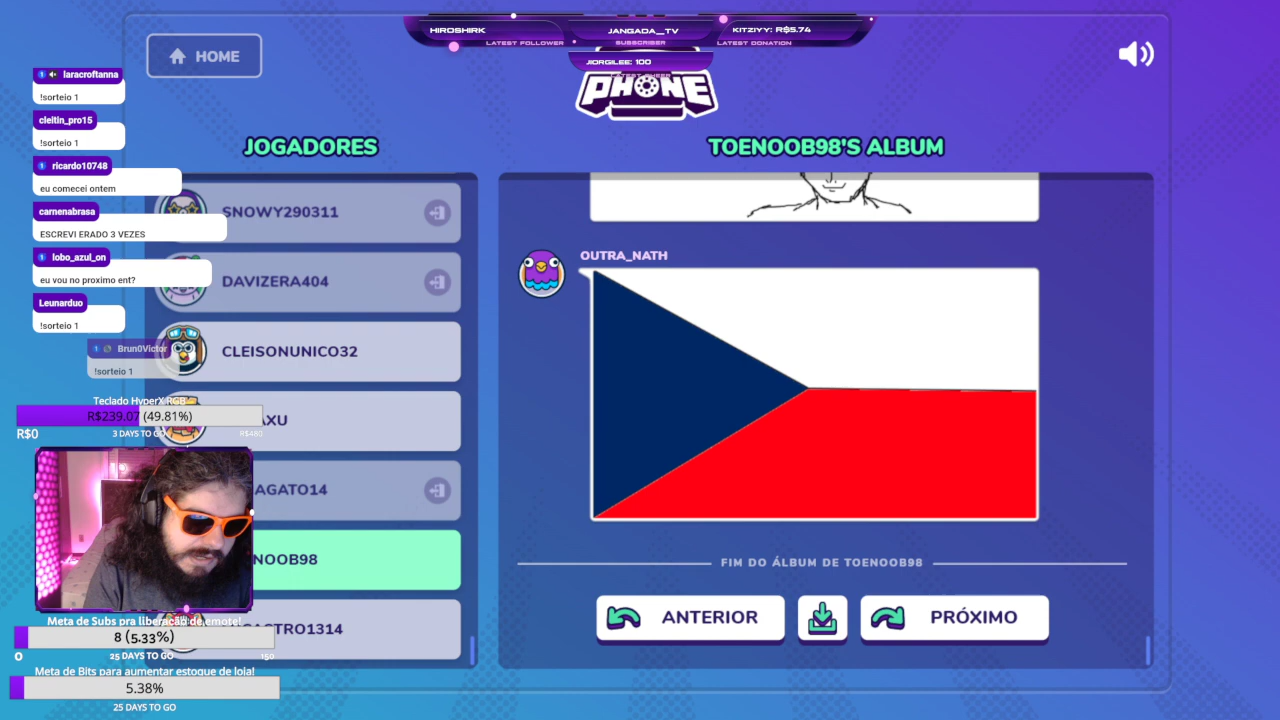 HIROSHIRK
LATEST FOLLOWER
JANGADA__TV
SUBSCRIBER
KITZIYY: R$5.74
LATEST DONATION
JIORGILEE: 100
LATEST CHEER
PHONE
HOME
JOGADORES
TOENOOB98'S ALBUM
laracroftanna
!sorteio 1
cleitin_pro15
!sorteio 1
ricardo10748
eu comecei ontem
carnenabrasa
ESCREVI ERADO 3 VEZES
lobo_azul_on
eu vou no proximo ent?
Leunarduo
!sorteio 1
Brun0Victor
!sorteio 1
SNOWY290311
DAVIZERA404
CLEISONUNICO32
AXU
AGATO14
NOOB98
ASTRO1314
Teclado HyperX RGB
R$239.07 (49.81%)
R$0
3 DAYS TO GO
R$480
Meta de Subs pra liberação de emote!
8 (5.33%)
0
25 DAYS TO GO
150
Meta de Bits para aumentar estoque de loja!
5.38%
25 DAYS TO GO
OUTRA_NATH
FIM DO ÁLBUM DE TOENOOB98
ANTERIOR
PRÓXIMO